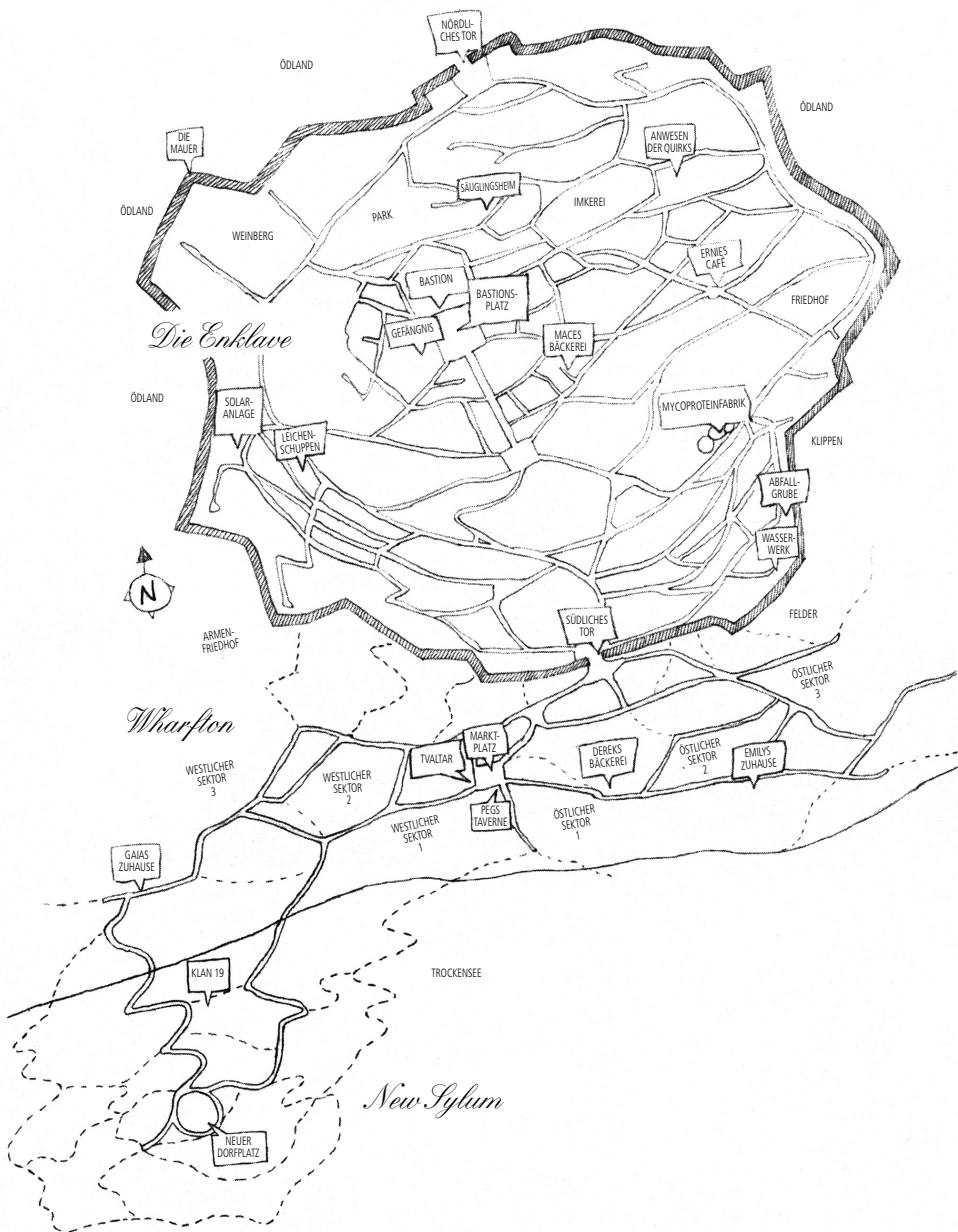 NÖRDLI-
CHES TOR
ÖDLAND
ÖDLAND
DIE
MAUER
ANWESEN
DER QUIRKS
SÄUGLINGSHEIM
IMKEREI
ÖDLAND
PARK
WEINBERG
ERNIES
CAFÉ
BASTION
BASTIONS-
PLATZ
FRIEDHOF
GEFÄNGNIS
MACES
BÄCKEREI
Die Enklave
ÖDLAND
SOLAR-
ANLAGE
MYCOPROTEINFABRIK
LEICHEN-
SCHUPPEN
KLIPPEN
ABFALL-
GRUBE
WASSER-
WERK
N
SÜDLICHES
TOR
FELDER
ARMEN-
FRIEDHOF
ÖSTLICHER
SEKTOR
3
Wharfton
MARKT-
PLATZ
TVALTAR
DEREKS
BÄCKEREI
ÖSTLICHER
SEKTOR
2
EMILYS
ZUHAUSE
WESTLICHER
SEKTOR
3
WESTLICHER
SEKTOR
2
PEGS
TAVERNE
WESTLICHER
SEKTOR
1
ÖSTLICHER
SEKTOR
1
GAIAS
ZUHAUSE
KLAN 19
TROCKENSEE
New Sylum
NEUER
DORFPLATZ